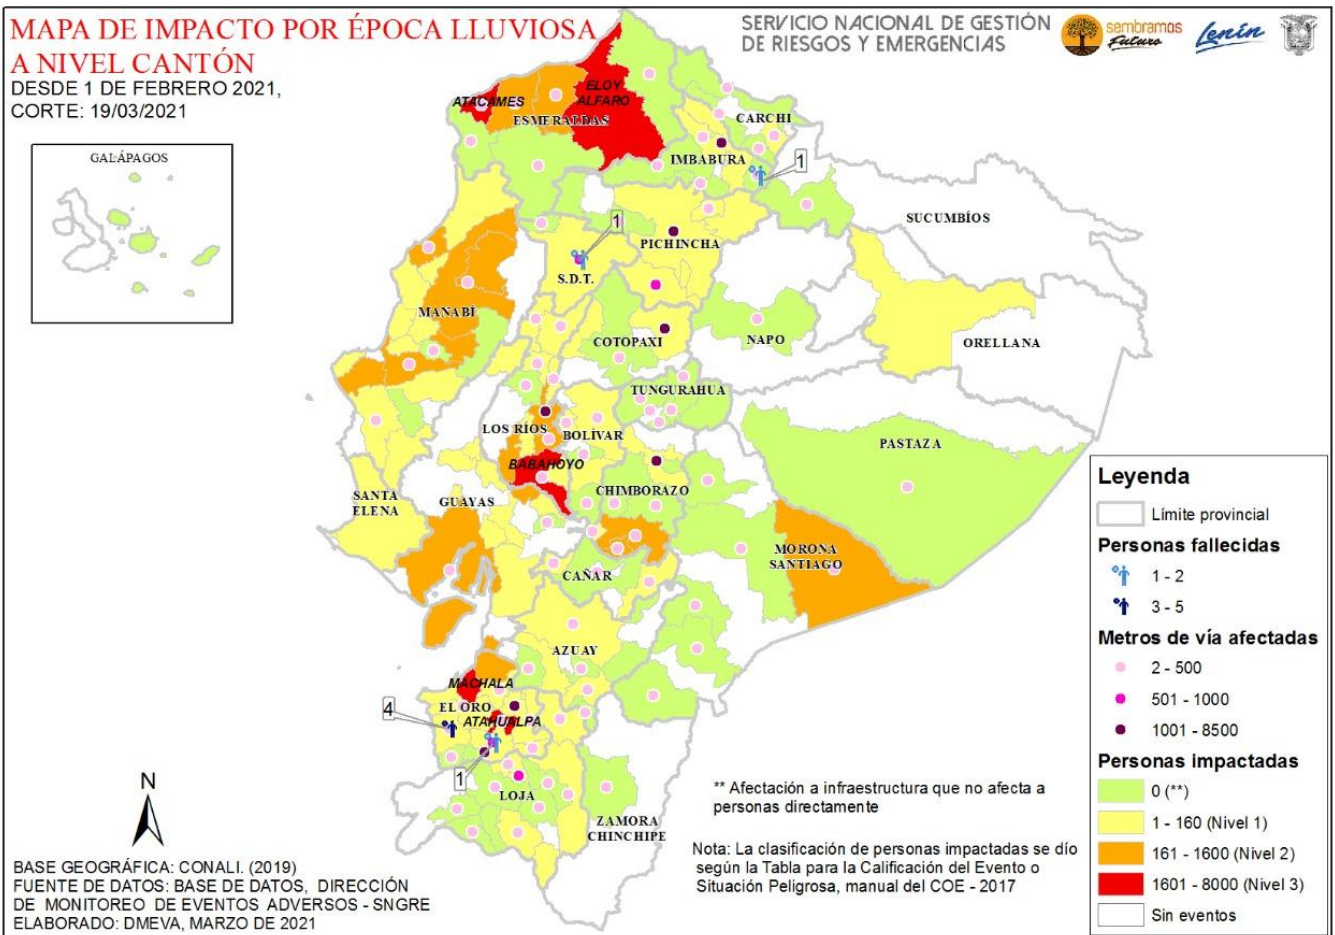 MAPA DE IMPACTO POR ÉPOCA LLUVIOSA
A NIVEL CANTÓN
DESDE 1 DE FEBRERO 2021,
CORTE: 19/03/2021
SERVICIO NACIONAL DE GESTIÓN
DE RIESGOS Y EMERGENCIAS
sembramos
Futuro
Lenin
GALÁPAGOS
ATACAMES
ELOY
ALFARO
ESMERALDAS
CARCHI
IMBABURA
1
SUCUMBÍOS
1
PICHINCHA
S.D.T.
MANABÍ
COTOPAXI
NAPO
ORELLANA
TUNGURAHUA
LOS RÍOS
BOLÍVAR
PASTAZA
BABAHOYO
SANTA
ELENA
GUAYAS
CHIMBORAZO
MORONA
SANTIAGO
CAÑAR
AZUAY
MACHALA
EL ORO
4
ATAHUALPA
1
LOJA
ZAMORA
CHINCHIPE
N
Leyenda
Límite provincial
Personas fallecidas
1 - 2
3 - 5
Metros de vía afectadas
2 - 500
501 - 1000
1001 - 8500
Personas impactadas
0 (**)
1 - 160 (Nivel 1)
161 - 1600 (Nivel 2)
1601 - 8000 (Nivel 3)
Sin eventos
** Afectación a infraestructura que no afecta a
personas directamente
Nota: La clasificación de personas impactadas se dío
según la Tabla para la Calificación del Evento o
Situación Peligrosa, manual del COE - 2017
BASE GEOGRÁFICA: CONALI. (2019)
FUENTE DE DATOS: BASE DE DATOS, DIRECCIÓN
DE MONITOREO DE EVENTOS ADVERSOS - SNGRE
ELABORADO: DMEVA, MARZO DE 2021